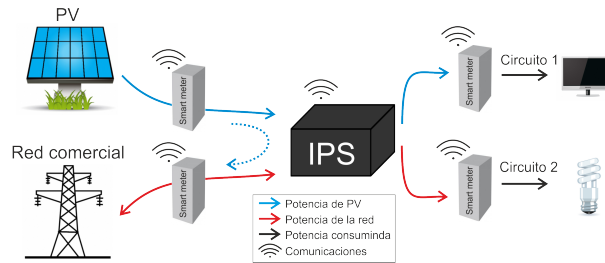 PV
Smart meter
Smart meter
Circuito 1
Red comercial
IPS
Smart meter
Smart meter
Circuito 2
Potencia de PV
Potencia de la red
Potencia consuminda
Comunicaciones